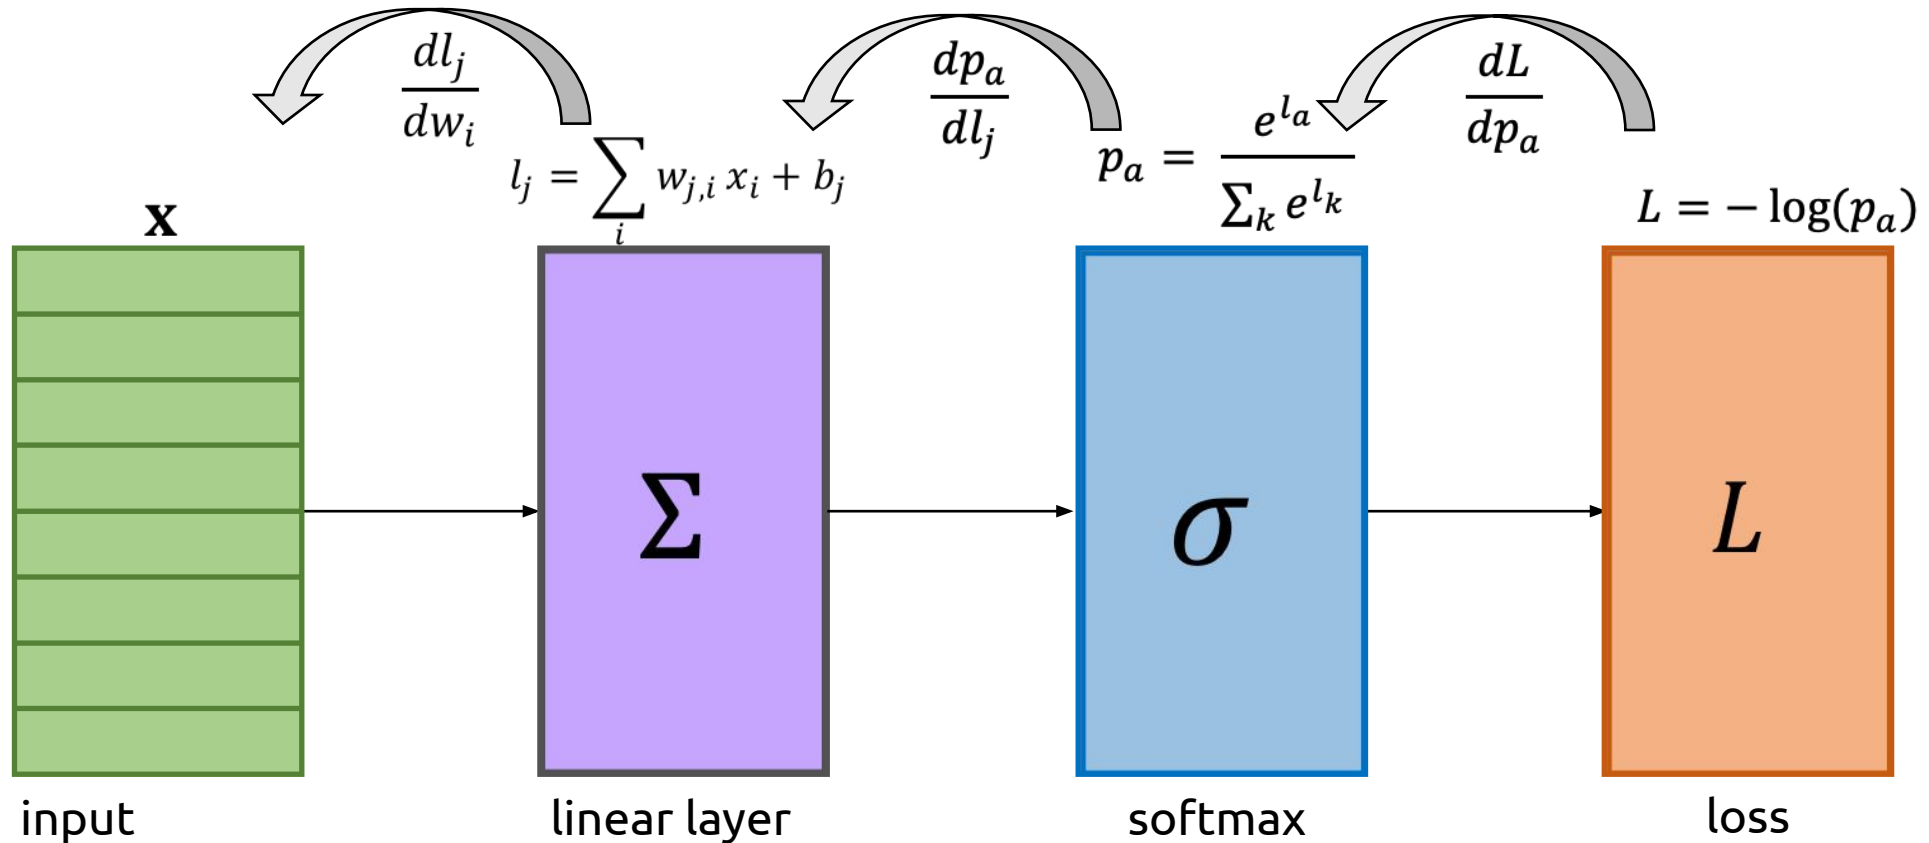 dl_j / dw_i
dp_a / dl_j
dL / dp_a
l_j = ∑_i w_{j,i} x_i + b_j
p_a = e^{l_a} / ∑_k e^{l_k}
L = − log(p_a)
x
Σ
σ
L
input
linear layer
softmax
loss